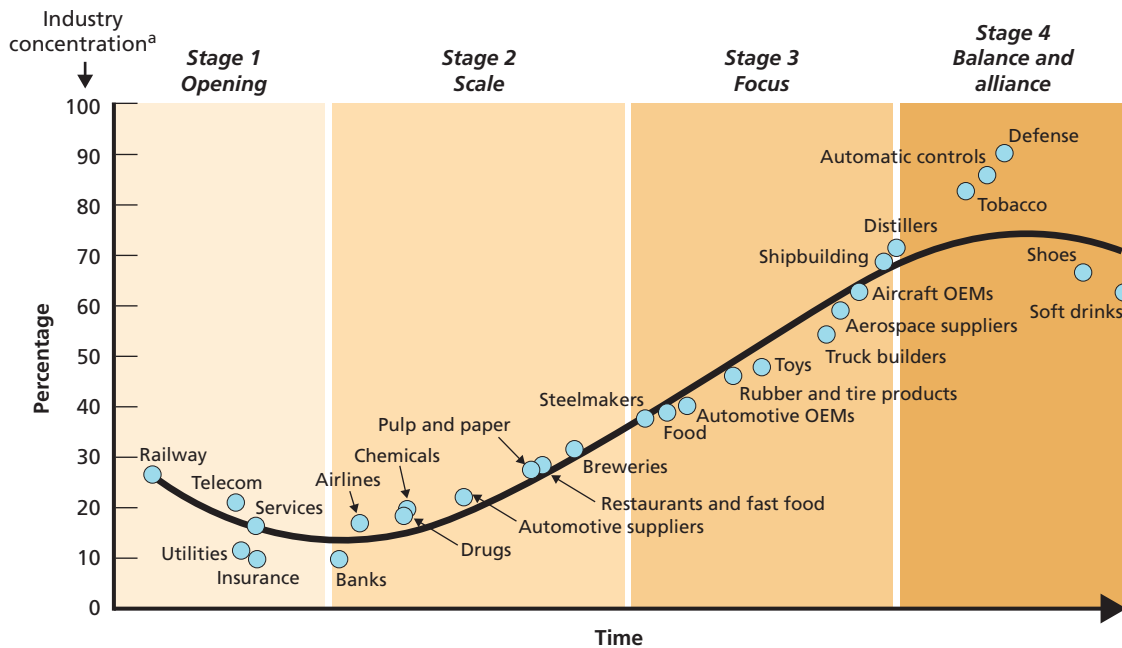 Industry
concentrationᵃ
Stage 1
Opening
Stage 2
Scale
Stage 3
Focus
Stage 4
Balance and
alliance
Percentage
100
90
80
70
60
50
40
30
20
10
0
Defense
Automatic controls
Tobacco
Distillers
Shipbuilding
Shoes
Aircraft OEMs
Soft drinks
Aerospace suppliers
Truck builders
Toys
Rubber and tire products
Steelmakers
Automotive OEMs
Food
Pulp and paper
Chemicals
Breweries
Railway
Airlines
Telecom
Restaurants and fast food
Services
Automotive suppliers
Drugs
Utilities
Insurance
Banks
Time